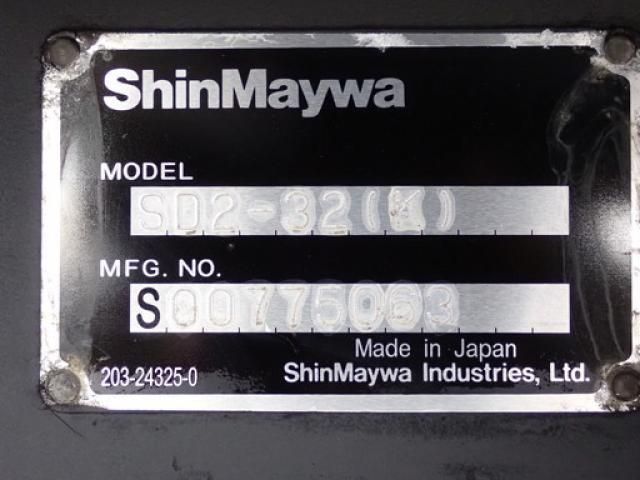 ShinMaywa
MODEL
SD2-32(K)
MFG. NO.
S00775063
Made in Japan
203-24325-0 ShinMaywa Industries, Ltd.